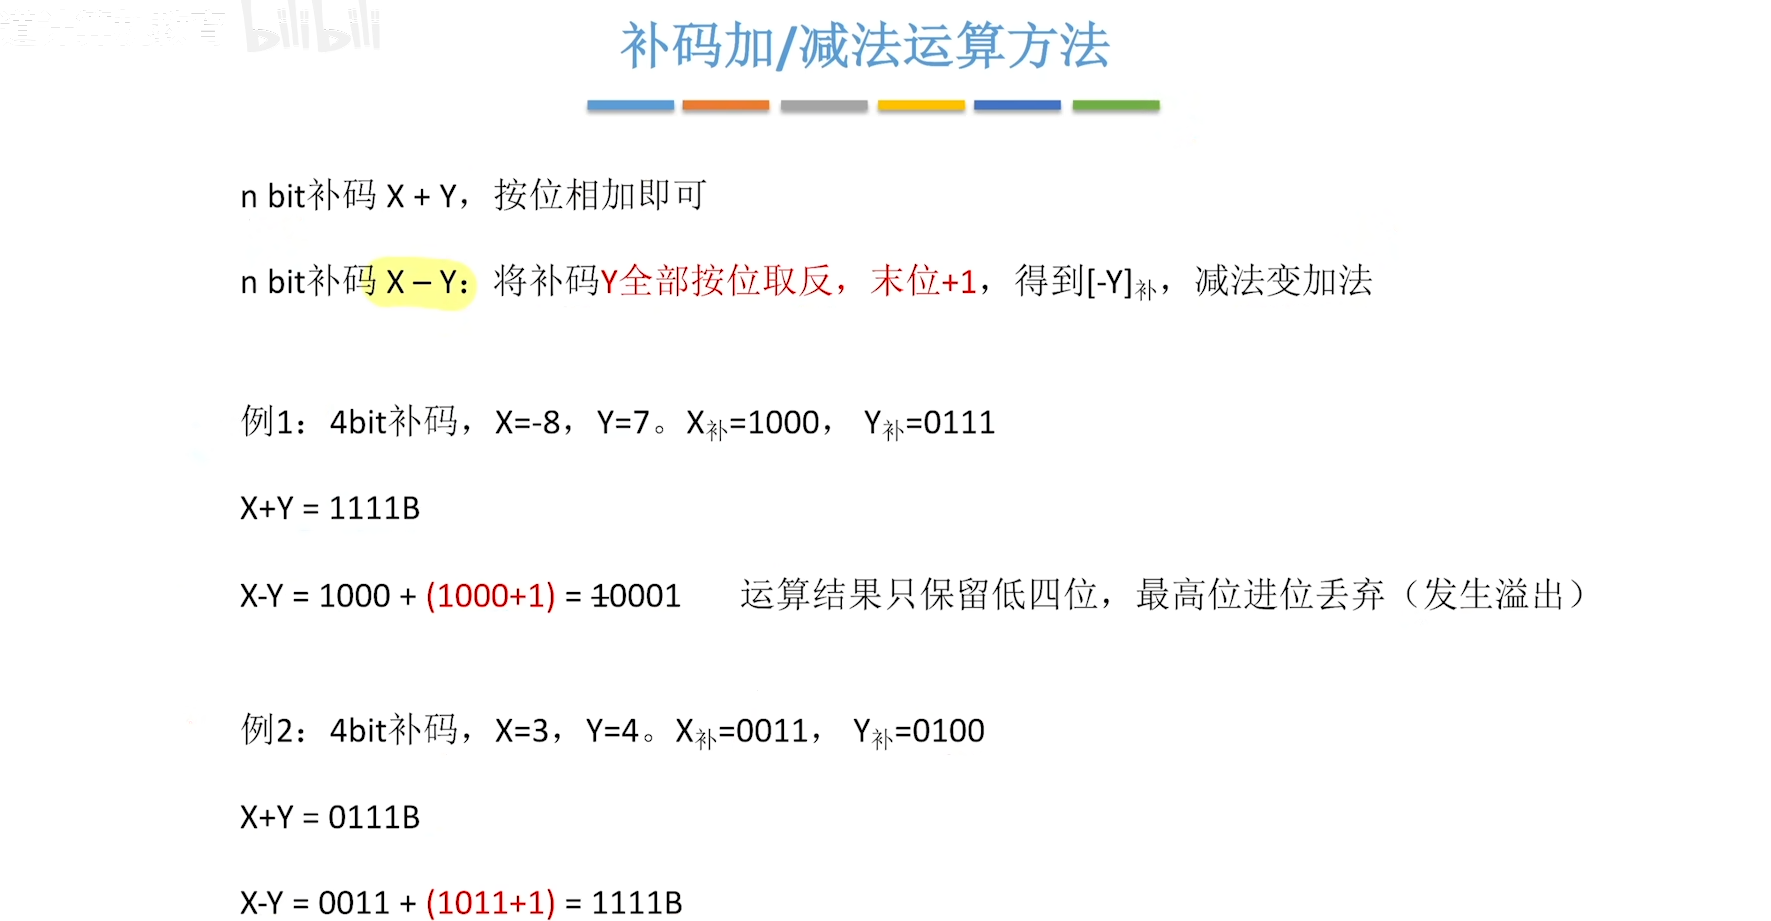 bilibili
补码加/减法运算方法
n bit补码 X + Y，按位相加即可
n bit补码 X – Y：将补码Y全部按位取反，末位+1，得到[-Y]补，减法变加法
例1：4bit补码，X=-8，Y=7。X补=1000， Y补=0111
X+Y = 1111B
X-Y = 1000 + (1000+1) = 10001 运算结果只保留低四位，最高位进位丢弃（发生溢出）
例2：4bit补码，X=3，Y=4。X补=0011， Y补=0100
X+Y = 0111B
X-Y = 0011 + (1011+1) = 1111B